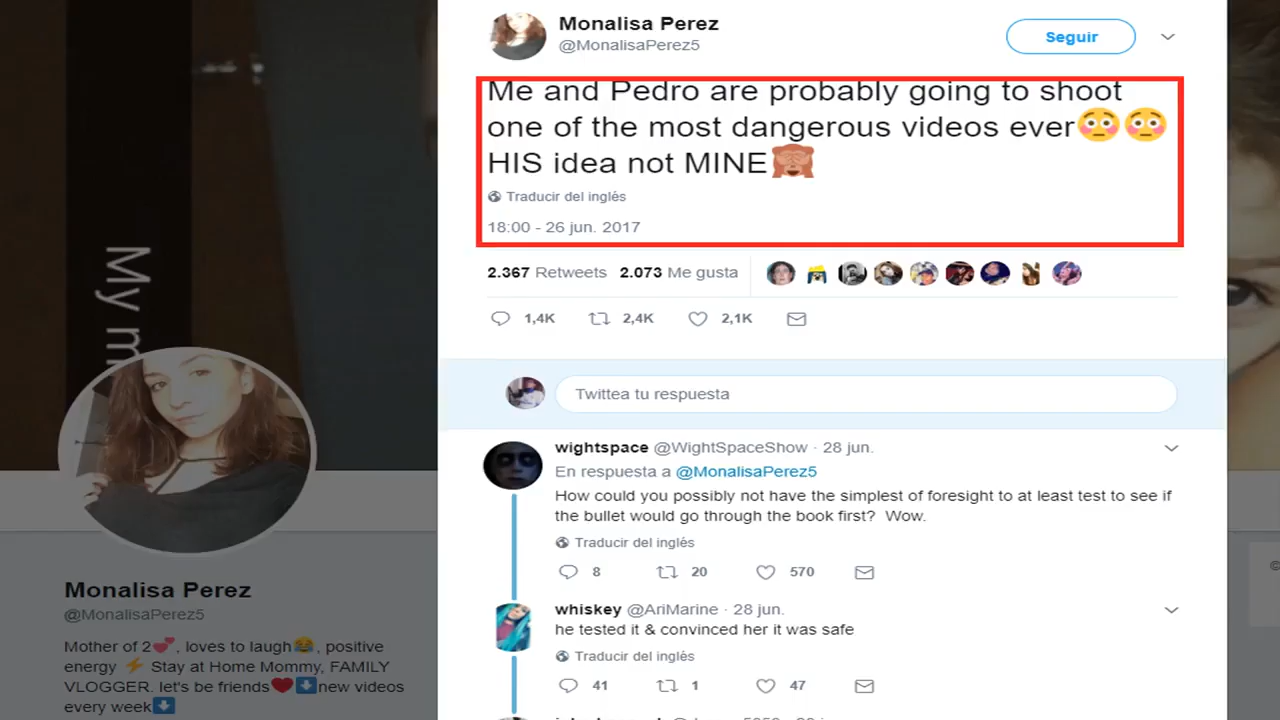 Monalisa Perez
@MonalisaPerez5
Seguir
Me and Pedro are probably going to shoot
one of the most dangerous videos ever😳😳
HIS idea not MINE🙈
Traducir del inglés
18:00 - 26 jun. 2017
2.367 Retweets 2.073 Me gusta
1,4K 2,4K 2,1K
Twittea tu respuesta
wightspace @WightSpaceShow · 28 jun.
En respuesta a @MonalisaPerez5
How could you possibly not have the simplest of foresight to at least test to see if
the bullet would go through the book first? Wow.
Traducir del inglés
8 20 570
whiskey @AriMarine · 28 jun.
he tested it & convinced her it was safe
Traducir del inglés
41 1 47
My m
Monalisa Perez
@MonalisaPerez5
Mother of 2💕, loves to laugh😂, positive
energy ⚡ Stay at Home Mommy, FAMILY
VLOGGER. let's be friends❤️⬇️new videos
every week⬇️